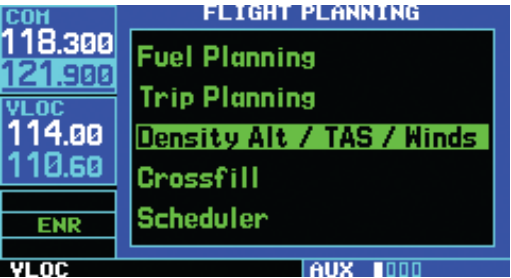 COM
118.300
121.900
VLOC
114.00
110.60
ENR
VLOC
FLIGHT PLANNING
Fuel Planning
Trip Planning
Density Alt / TAS / Winds
Crossfill
Scheduler
AUX